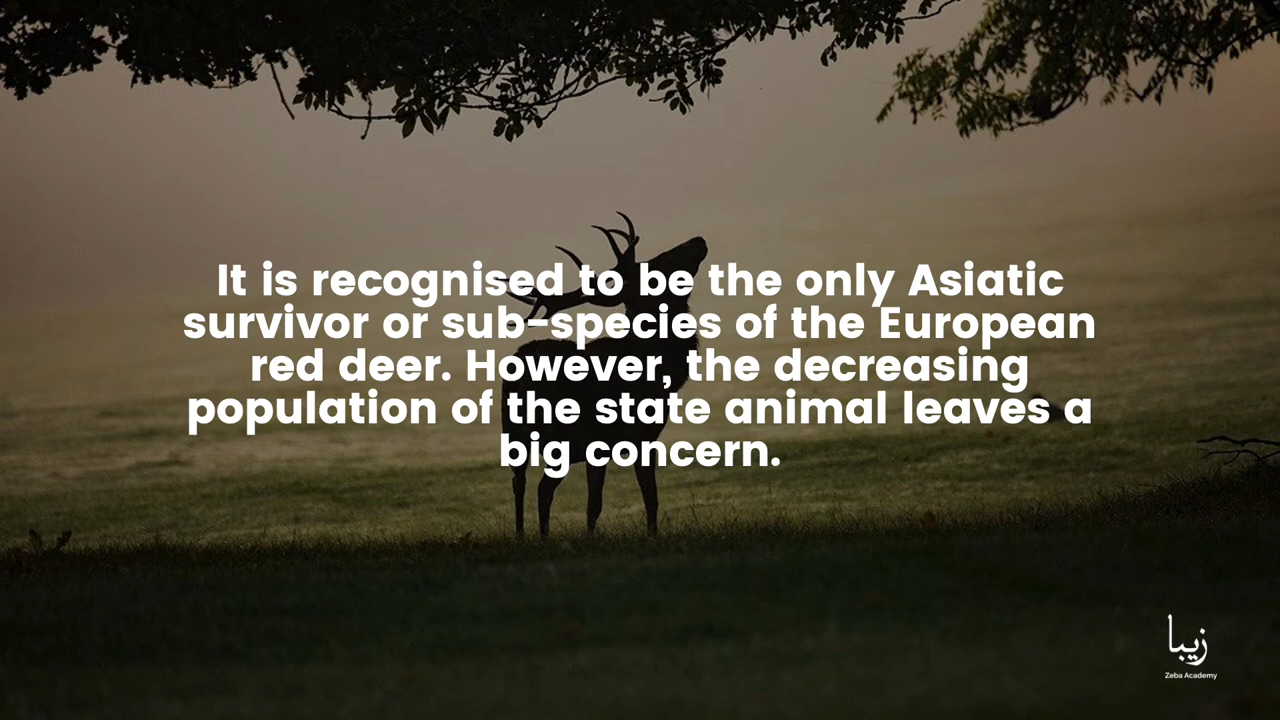 It is recognised to be the only Asiatic
survivor or sub-species of the European
red deer. However, the decreasing
population of the state animal leaves a
big concern.
زيبا
Zeba Academy